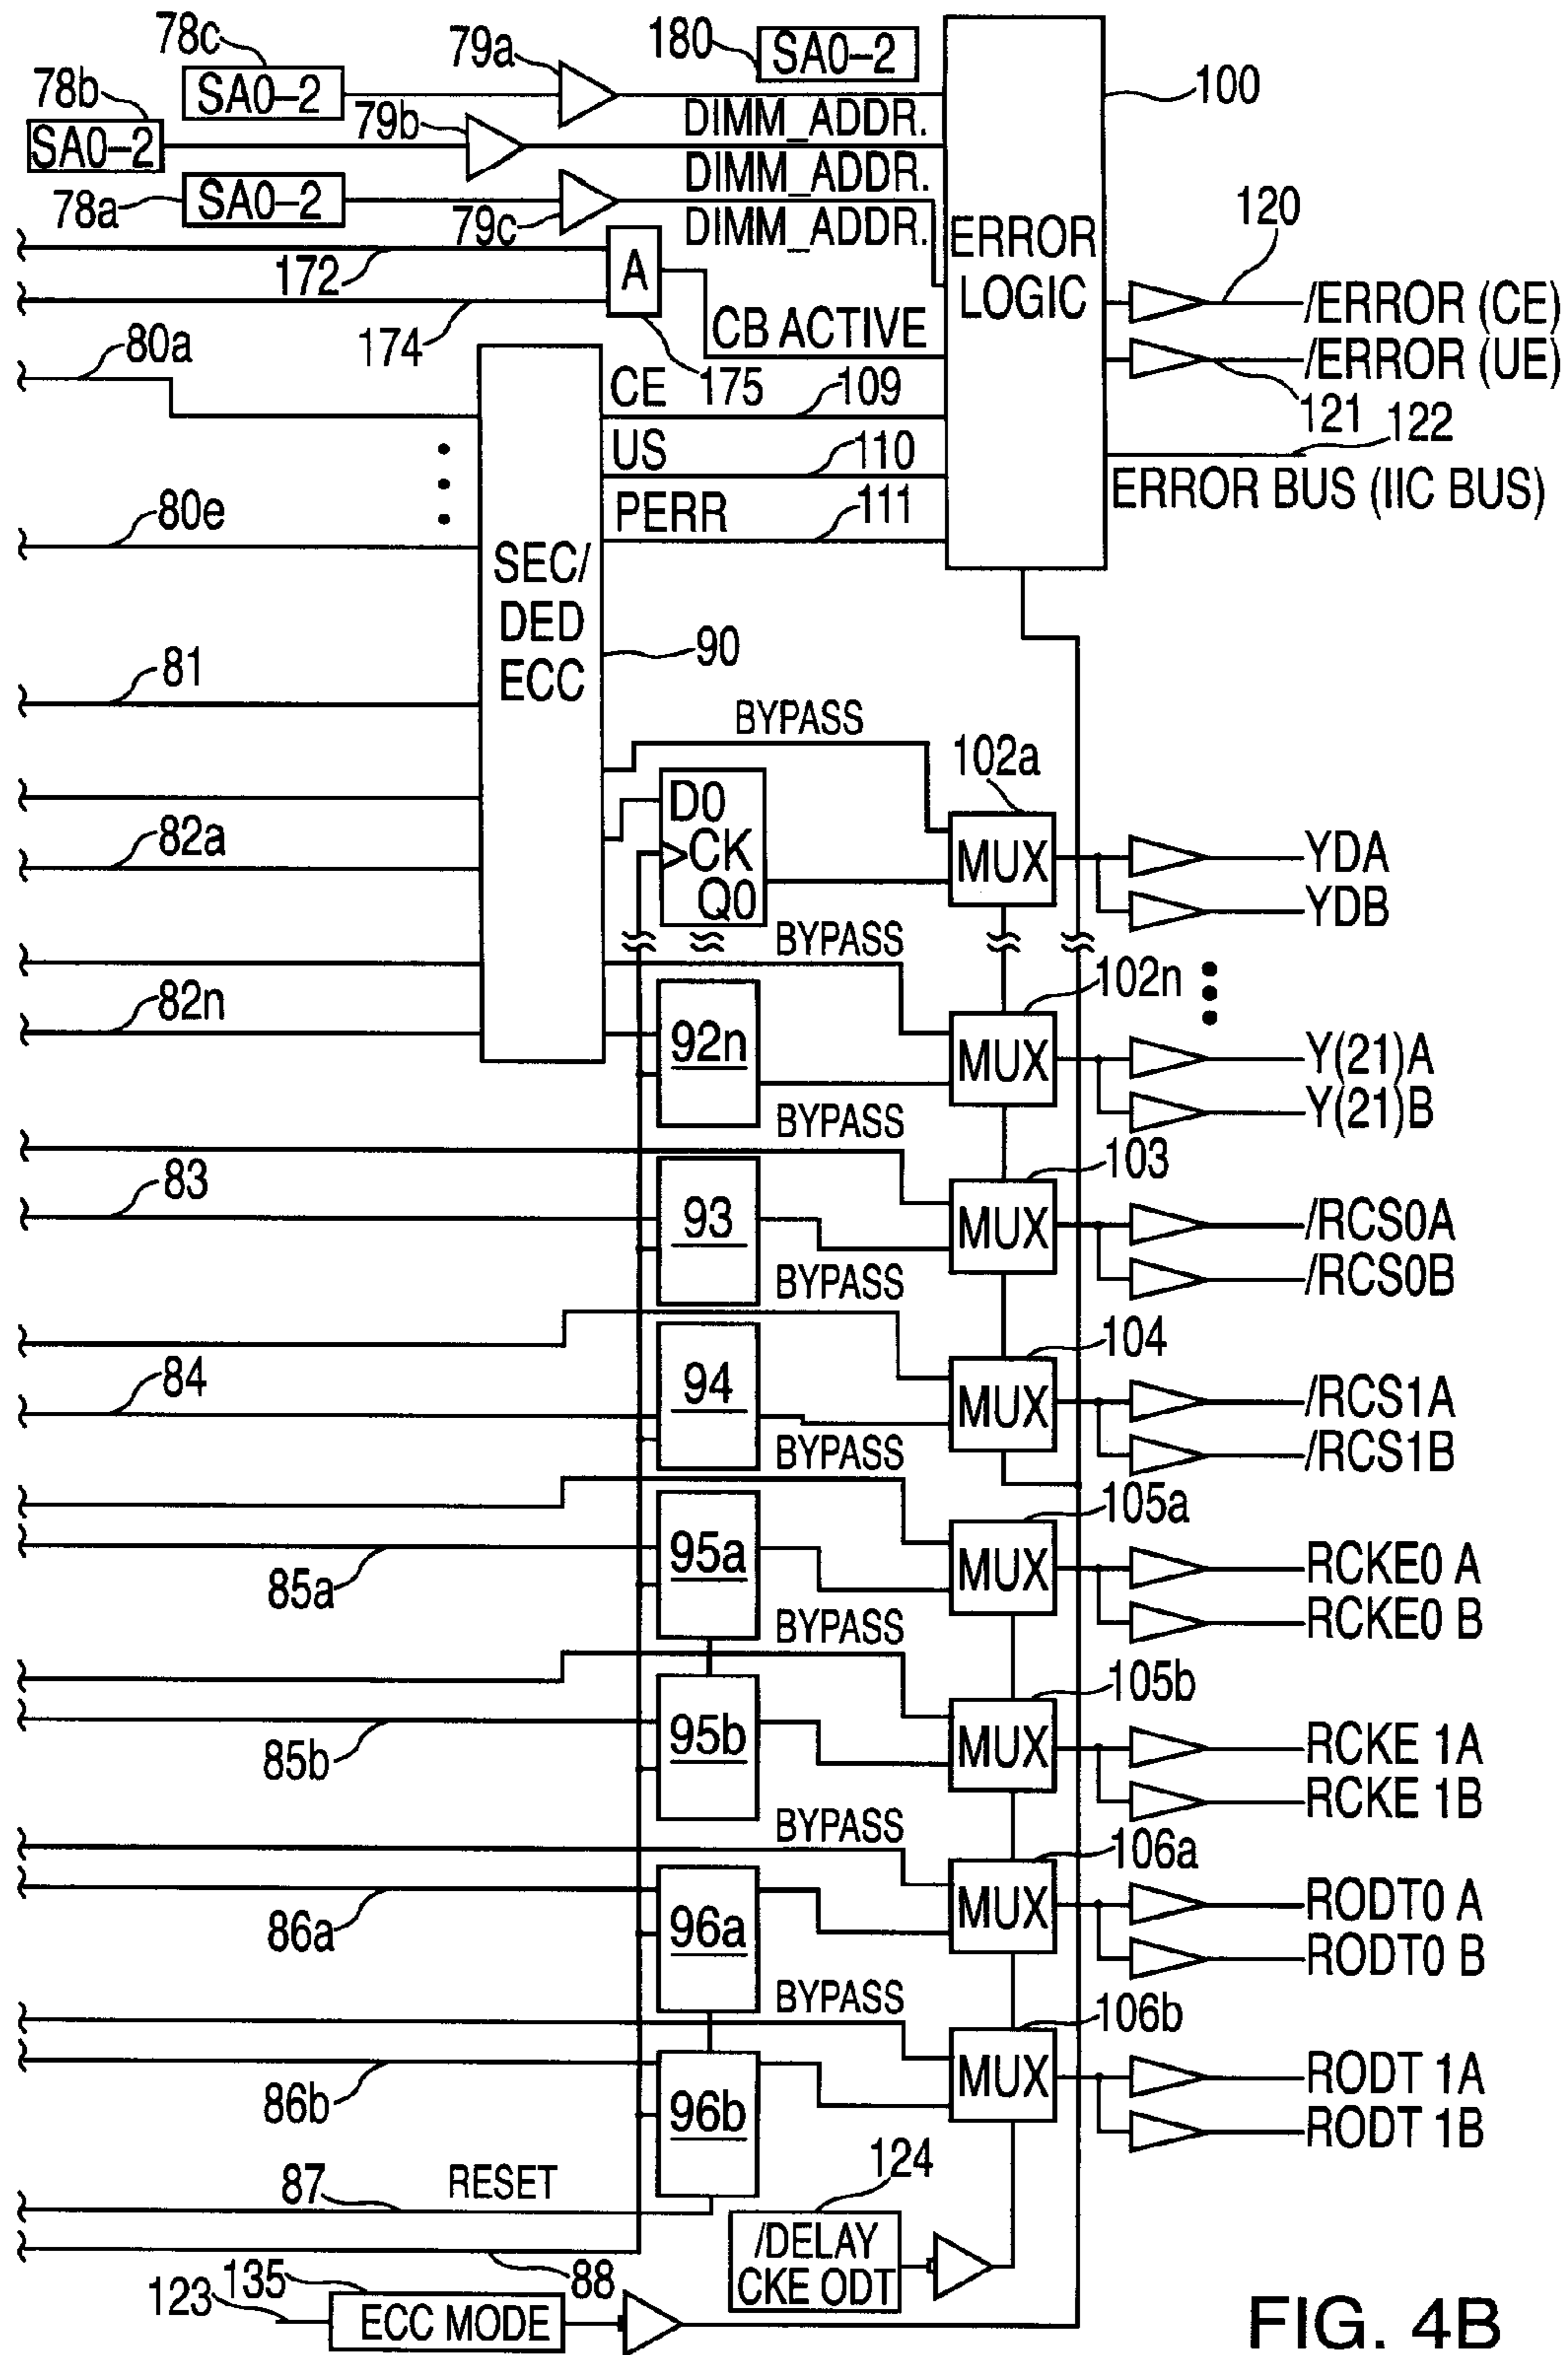 78c
79a
180
SA0-2
78b
SA0-2
100
79b
DIMM_ADDR.
SA0-2
DIMM_ADDR.
78a
SA0-2
79c
DIMM_ADDR.
ERROR
LOGIC
120
172
A
/ERROR (CE)
80a
174
CB ACTIVE
/ERROR (UE)
CE
175
109
121
122
US
110
ERROR BUS (IIC BUS)
80e
PERR
111
SEC/
DED
ECC
90
81
BYPASS
102a
D0
82a
CK
MUX
YDA
Q0
YDB
BYPASS
102n
82n
92n
MUX
Y(21)A
Y(21)B
BYPASS
103
83
93
MUX
/RCS0A
/RCS0B
BYPASS
104
84
94
MUX
/RCS1A
/RCS1B
BYPASS
105a
95a
MUX
RCKE0 A
85a
RCKE0 B
BYPASS
105b
95b
MUX
RCKE 1A
85b
RCKE 1B
BYPASS
106a
96a
MUX
RODT0 A
86a
RODT0 B
BYPASS
106b
MUX
RODT 1A
86b
96b
RODT 1B
124
87
RESET
/DELAY
CKE ODT
88
135
123
ECC MODE
FIG. 4B